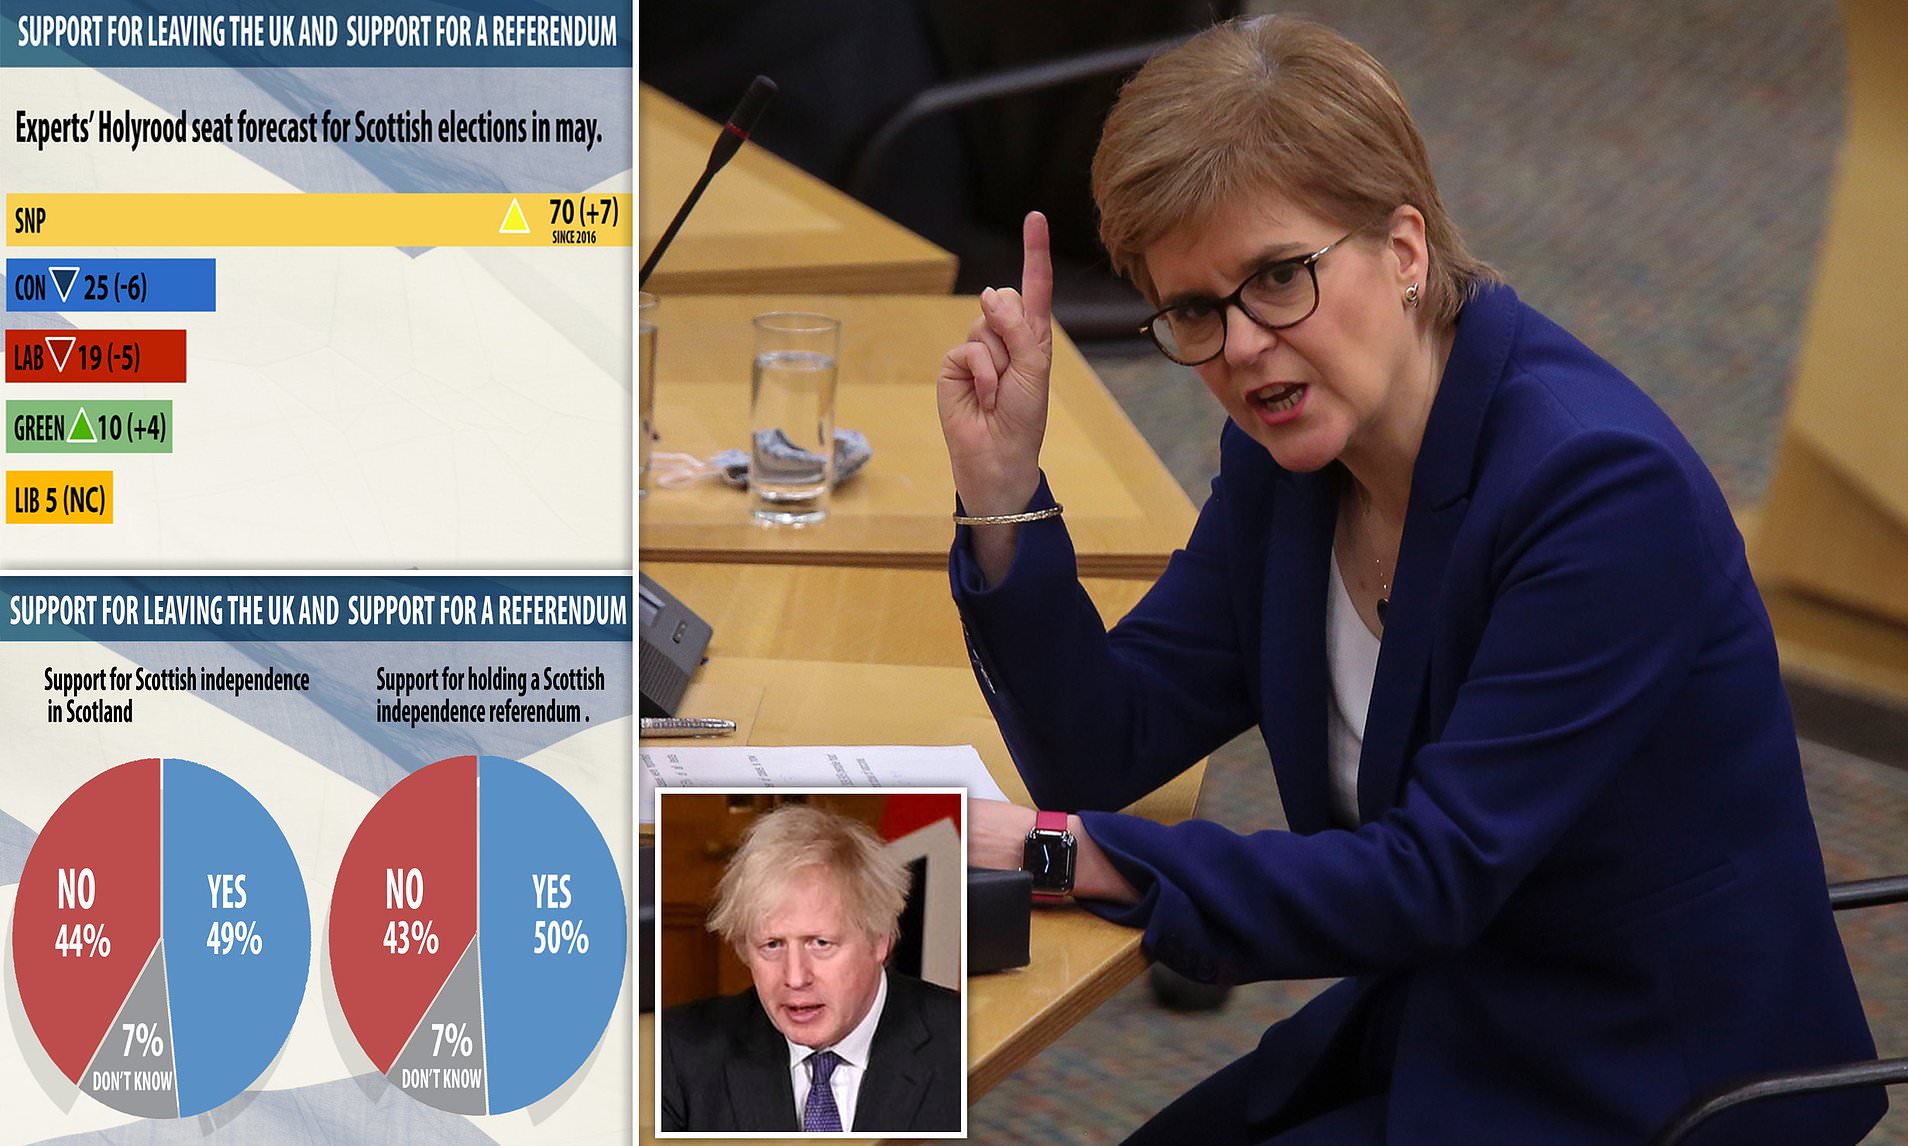 SUPPORT FOR LEAVING THE UK AND SUPPORT FOR A REFERENDUM
Experts' Holyrood seat forecast for Scottish elections in may.
SNP 70 (+7)
SINCE 2016
CON 25 (-6)
LAB 19 (-5)
GREEN 10 (+4)
LIB 5 (NC)
SUPPORT FOR LEAVING THE UK AND SUPPORT FOR A REFERENDUM
Support for Scottish independence
in Scotland
Support for holding a Scottish
independence referendum .
NO
44%
YES
49%
7%
DON'T KNOW
NO
43%
YES
50%
7%
DON'T KNOW